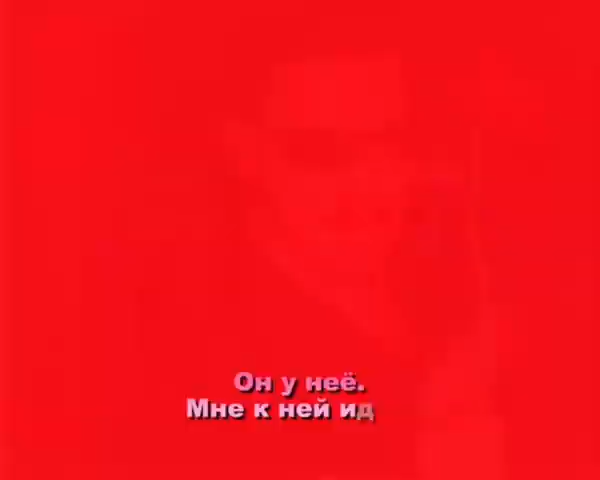 Он у неё.
Мне к ней ид